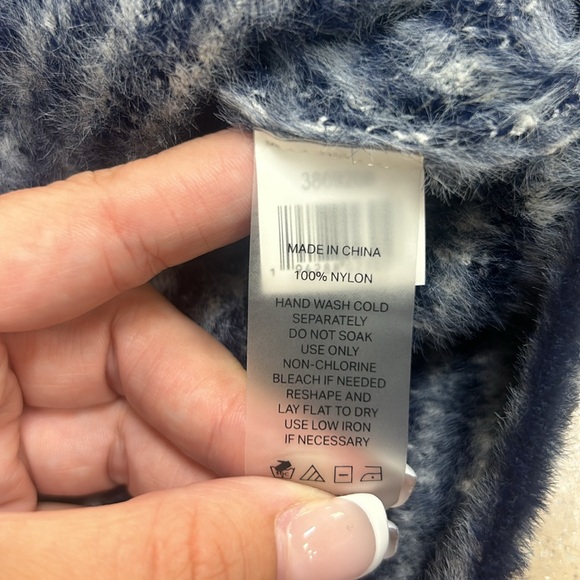 MADE IN CHINA
100% NYLON
HAND WASH COLD
SEPARATELY
DO NOT SOAK
USE ONLY
NON-CHLORINE
BLEACH IF NEEDED
RESHAPE AND
LAY FLAT TO DRY
USE LOW IRON
IF NECESSARY